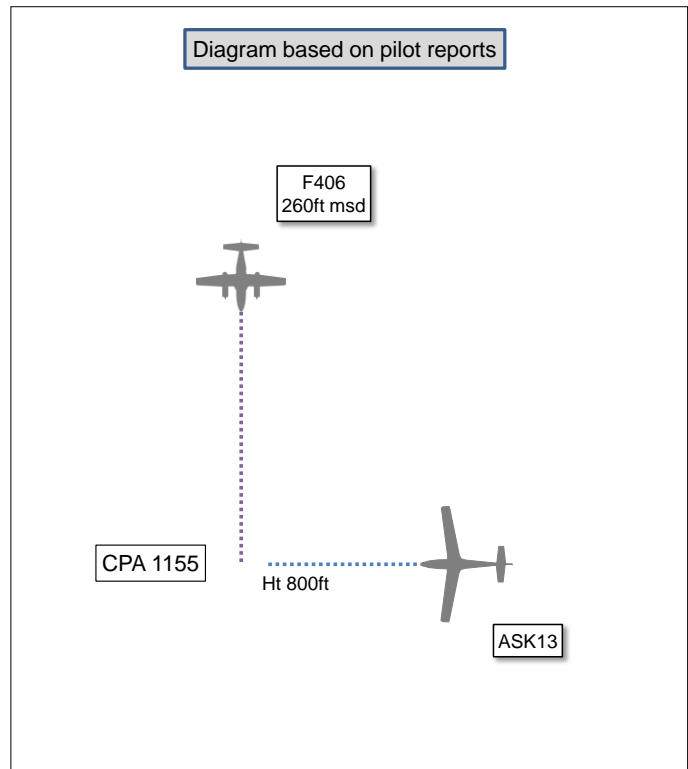 Diagram based on pilot reports
F406
260ft msd
CPA 1155
Ht 800ft
ASK13